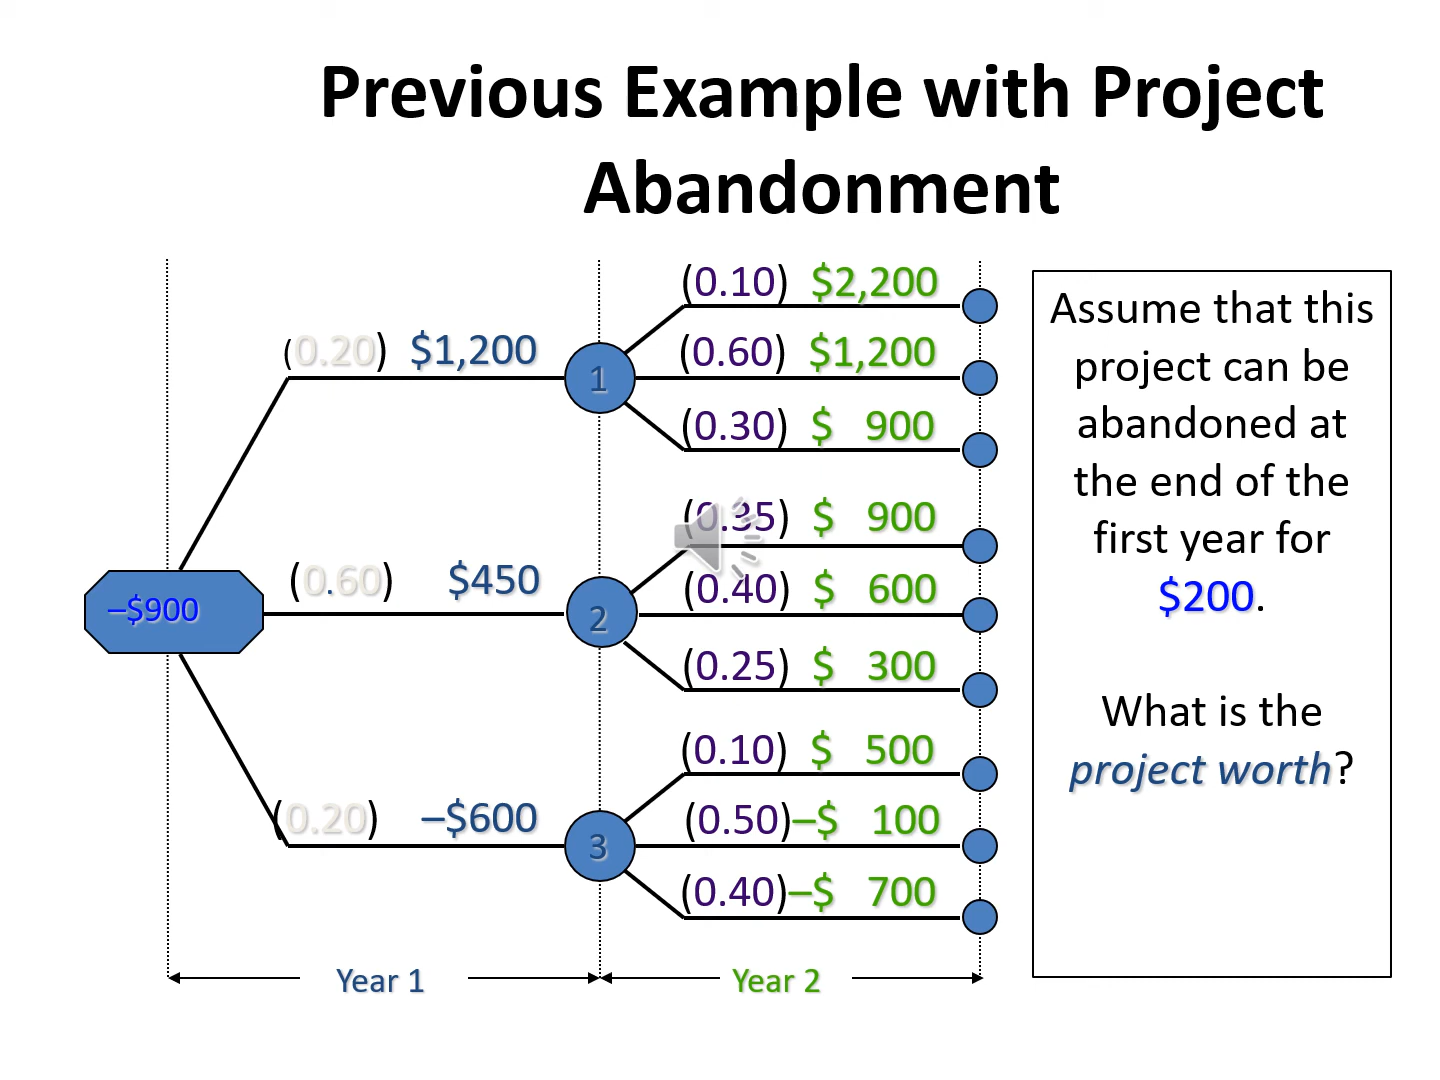 Previous Example with Project
Abandonment
(0.10) $2,200
(0.20) $1,200
1
(0.60) $1,200
(0.30) $ 900
(0.35) $ 900
–$900
(0.60) $450
2
(0.40) $ 600
(0.25) $ 300
(0.10) $ 500
(0.20) –$600
3
(0.50)–$ 100
(0.40)–$ 700
Year 1
Year 2
Assume that this
project can be
abandoned at
the end of the
first year for
$200.
What is the
project worth?